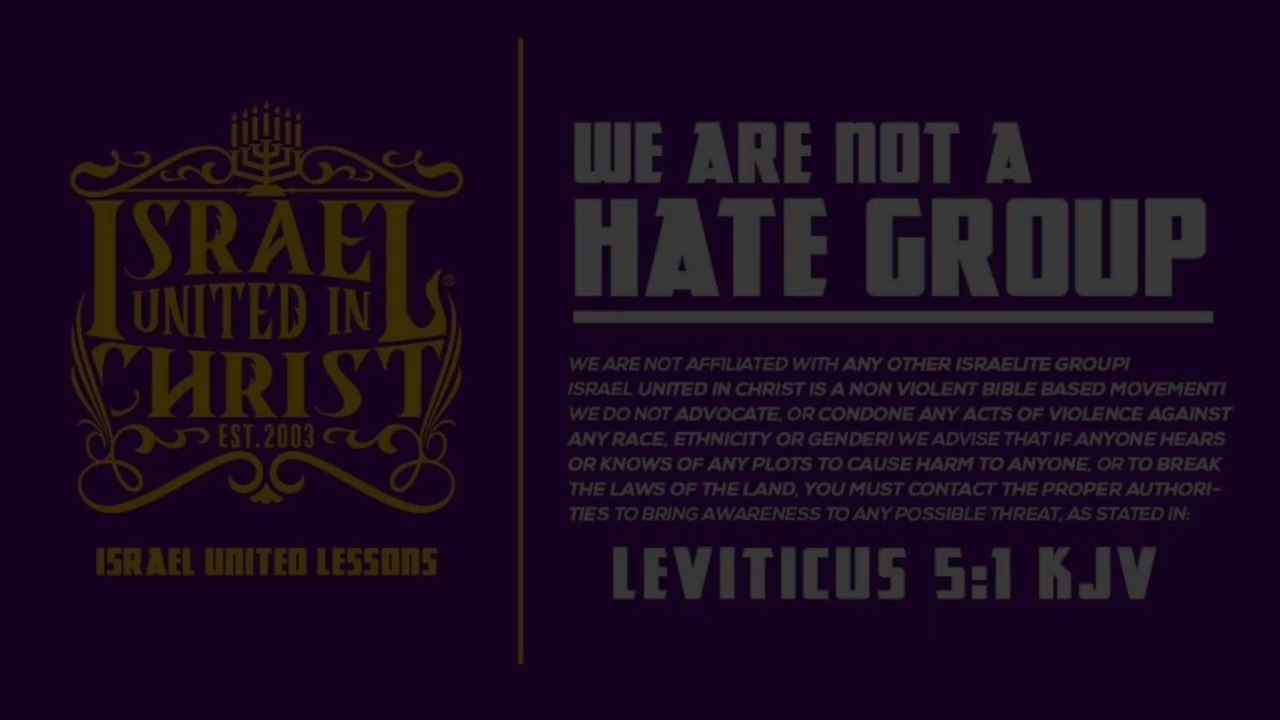 ISRAEL
UNITED IN
CHRIST
EST. 2003
ISRAEL UNITED LESSONS
WE ARE NOT A
HATE GROUP
WE ARE NOT AFFILIATED WITH ANY OTHER ISRAELITE GROUP!
ISRAEL UNITED IN CHRIST IS A NON VIOLENT BIBLE BASED MOVEMENT!
WE DO NOT ADVOCATE, OR CONDONE ANY ACTS OF VIOLENCE AGAINST
ANY RACE, ETHNICITY OR GENDER! WE ADVISE THAT IF ANYONE HEARS
OR KNOWS OF ANY PLOTS TO CAUSE HARM TO ANYONE, OR TO BREAK
THE LAWS OF THE LAND, YOU MUST CONTACT THE PROPER AUTHORI-
TIES TO BRING AWARENESS TO ANY POSSIBLE THREAT, AS STATED IN:
LEVITICUS 5:1 KJV